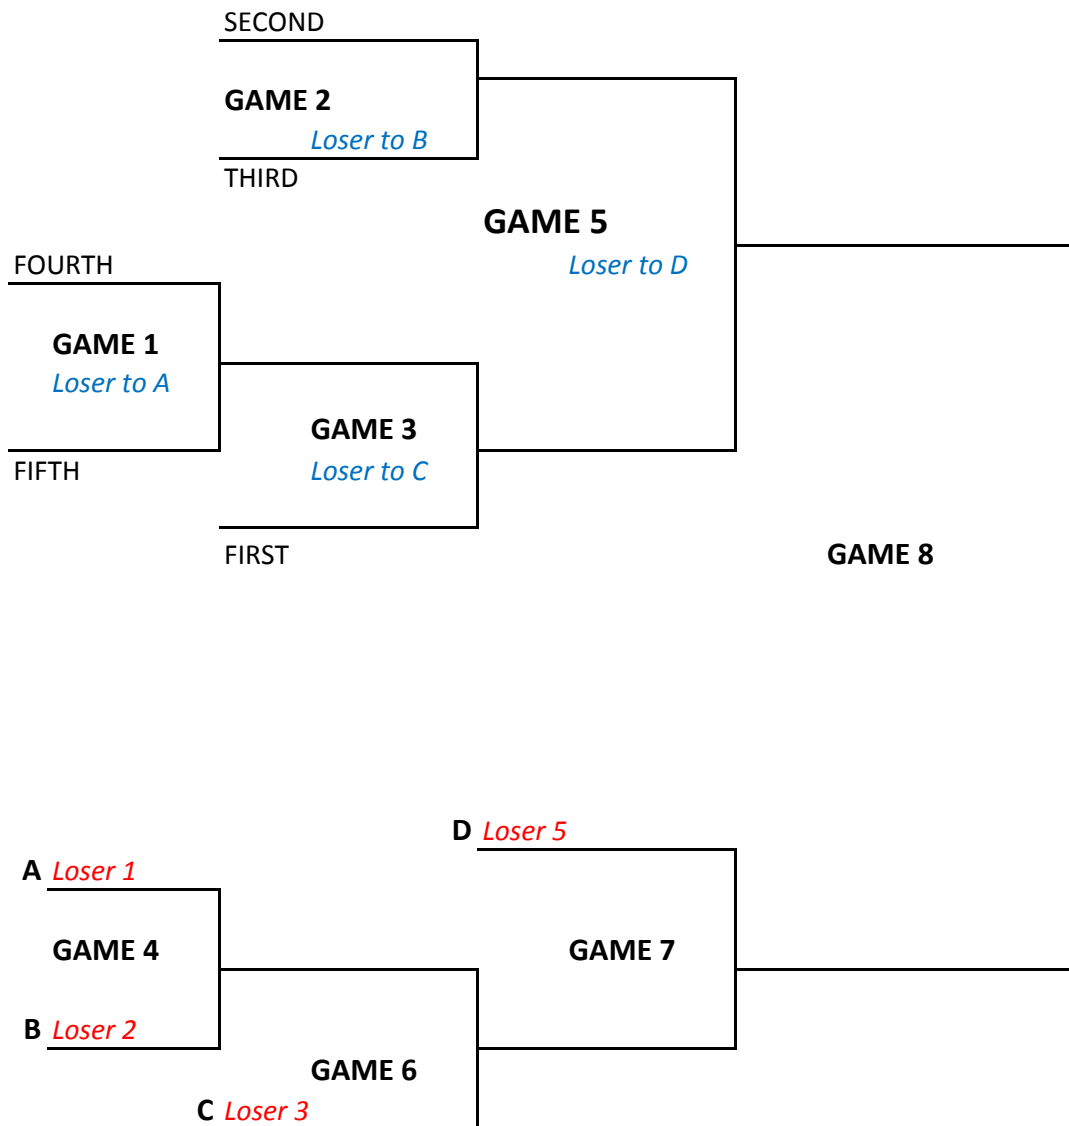 SECOND
GAME 2
Loser to B
THIRD
GAME 5
FOURTH
Loser to D
GAME 1
Loser to A
GAME 3
FIFTH
Loser to C
FIRST
GAME 8
D Loser 5
A Loser 1
GAME 4
GAME 7
B Loser 2
GAME 6
C Loser 3